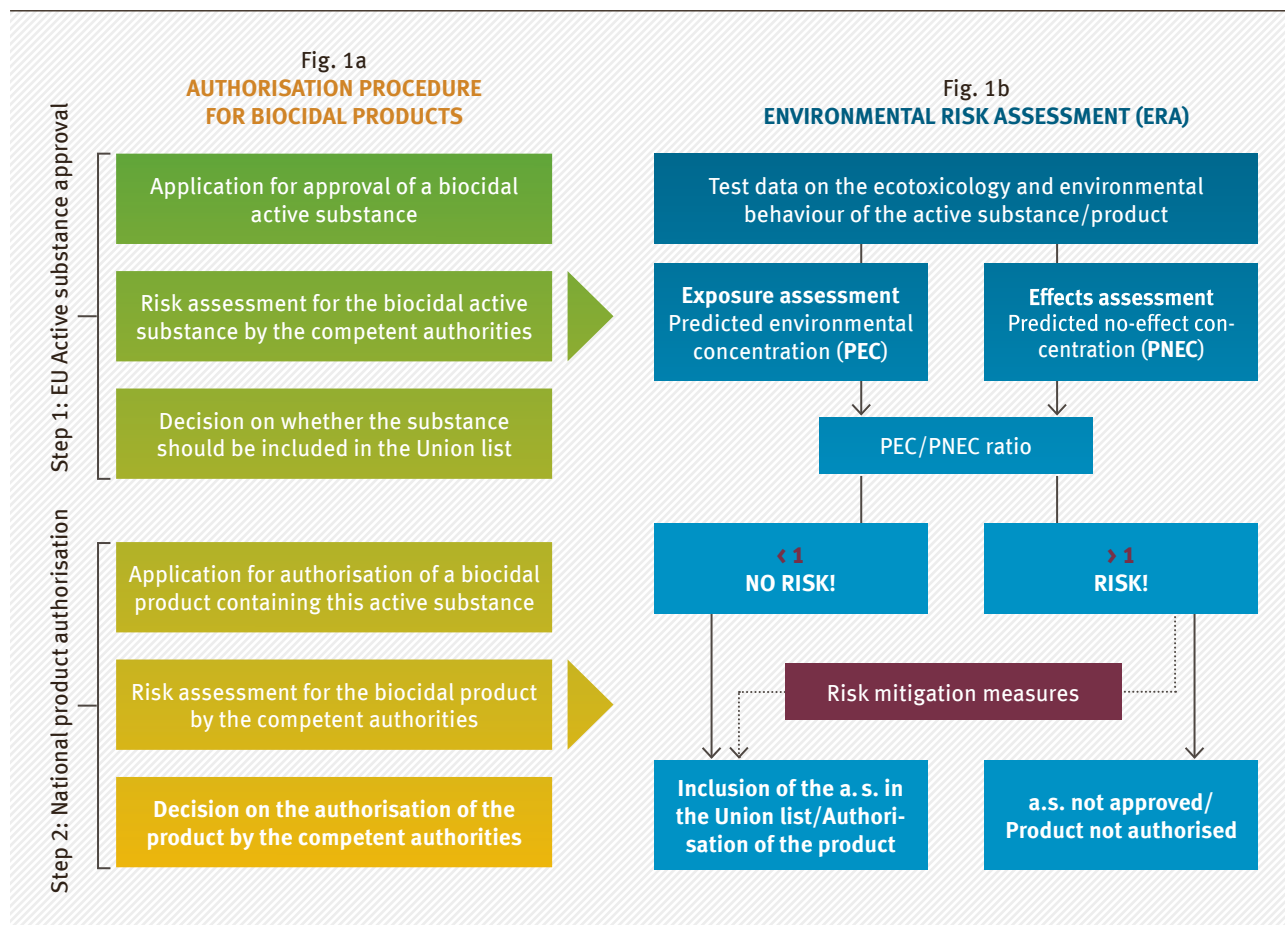 Fig. 1a
AUTHORISATION PROCEDURE
FOR BIOCIDAL PRODUCTS
Step 1: EU Active substance approval
Application for approval of a biocidal
active substance
Risk assessment for the biocidal active
substance by the competent authorities
Decision on whether the substance
should be included in the Union list
Step 2: National product authorisation
Application for authorisation of a biocidal
product containing this active substance
Risk assessment for the biocidal product
by the competent authorities
Decision on the authorisation of the
product by the competent authorities
Fig. 1b
ENVIRONMENTAL RISK ASSESSMENT (ERA)
Test data on the ecotoxicology and environmental
behaviour of the active substance/product
Exposure assessment
Predicted environmental
concentration (PEC)
Effects assessment
Predicted no-effect con-
centration (PNEC)
PEC/PNEC ratio
< 1
NO RISK!
> 1
RISK!
Risk mitigation measures
Inclusion of the a. s. in
the Union list/Authori-
sation of the product
a.s. not approved/
Product not authorised